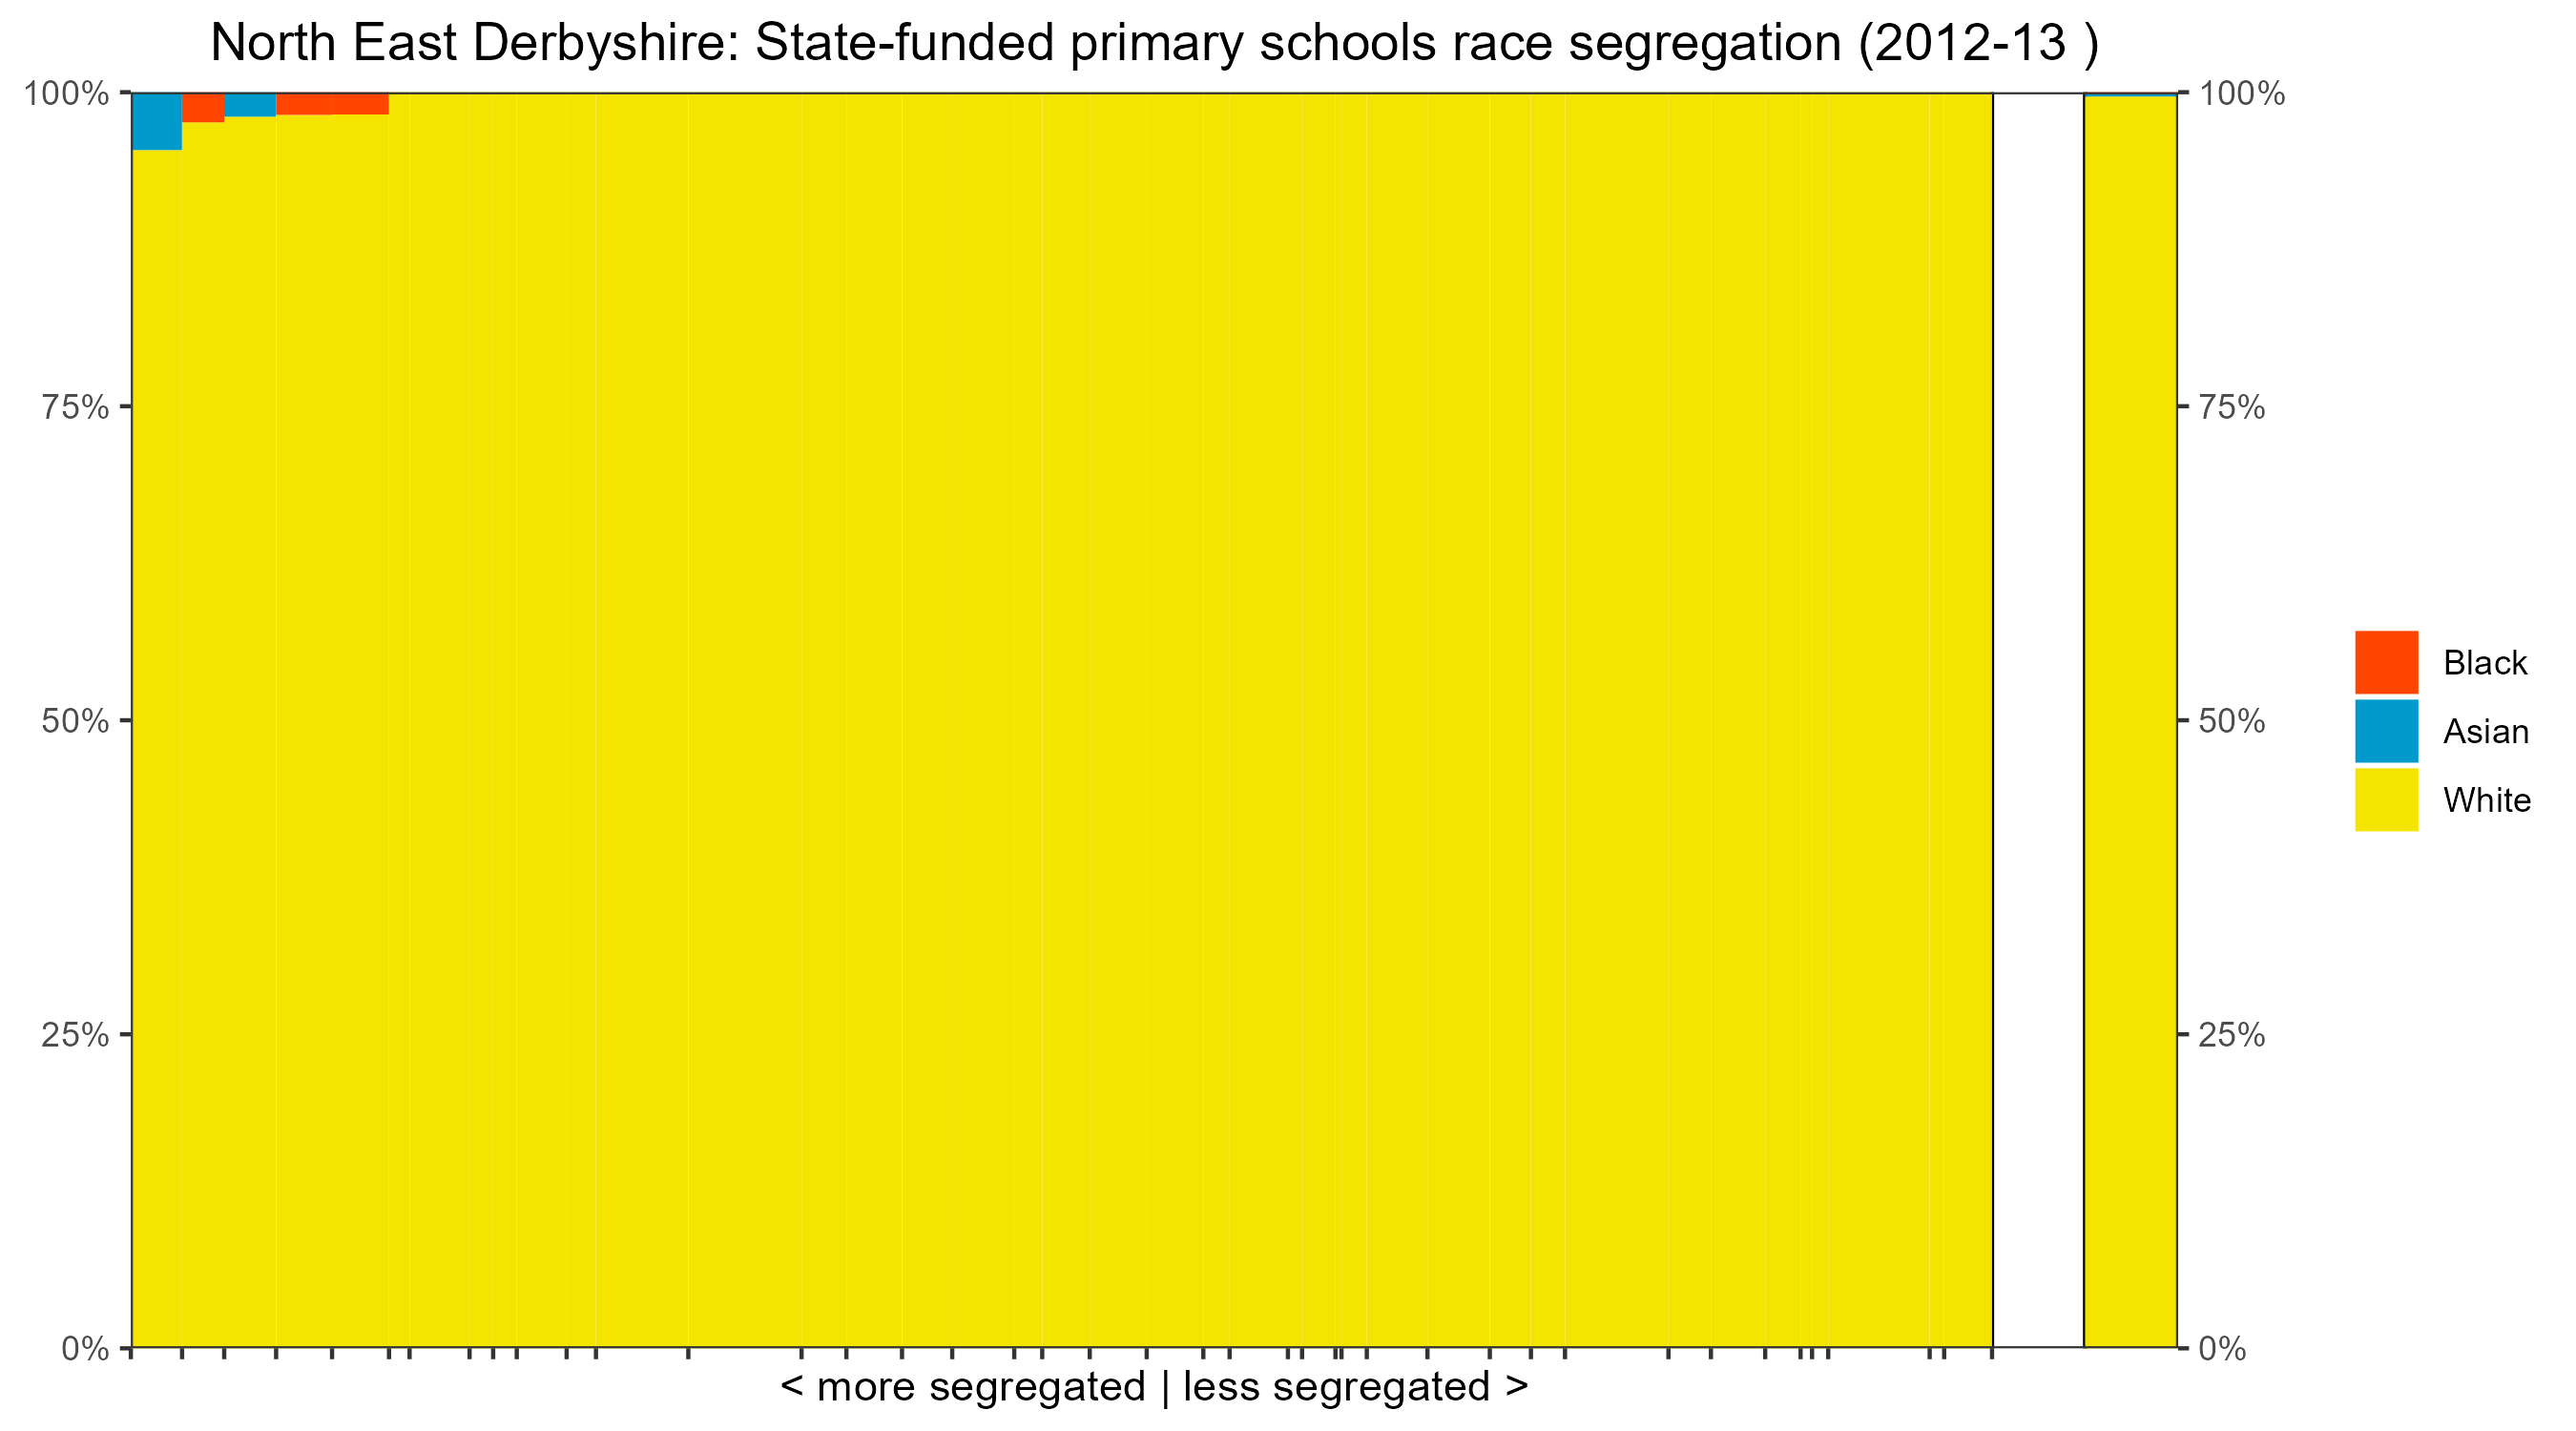 North East Derbyshire: State-funded primary schools race segregation (2012-13 )
100%
75%
50%
25%
0%
100%
75%
50%
25%
0%
Black
Asian
White
< more segregated | less segregated >